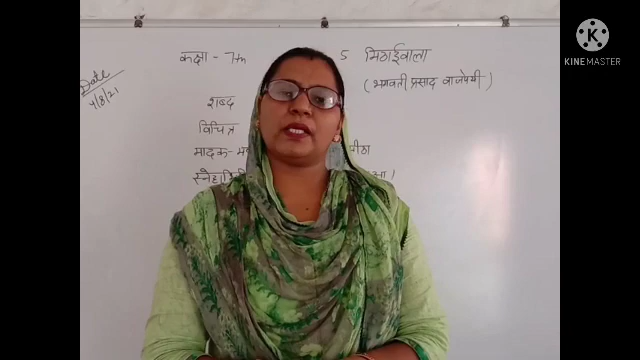 Date
4/8/21
कक्षा - 7th 5 मिठाईवाला
(भगवती प्रसाद वाजपेयी)
शब्द
विचित्र
मादक - मीठा
KINEMASTER